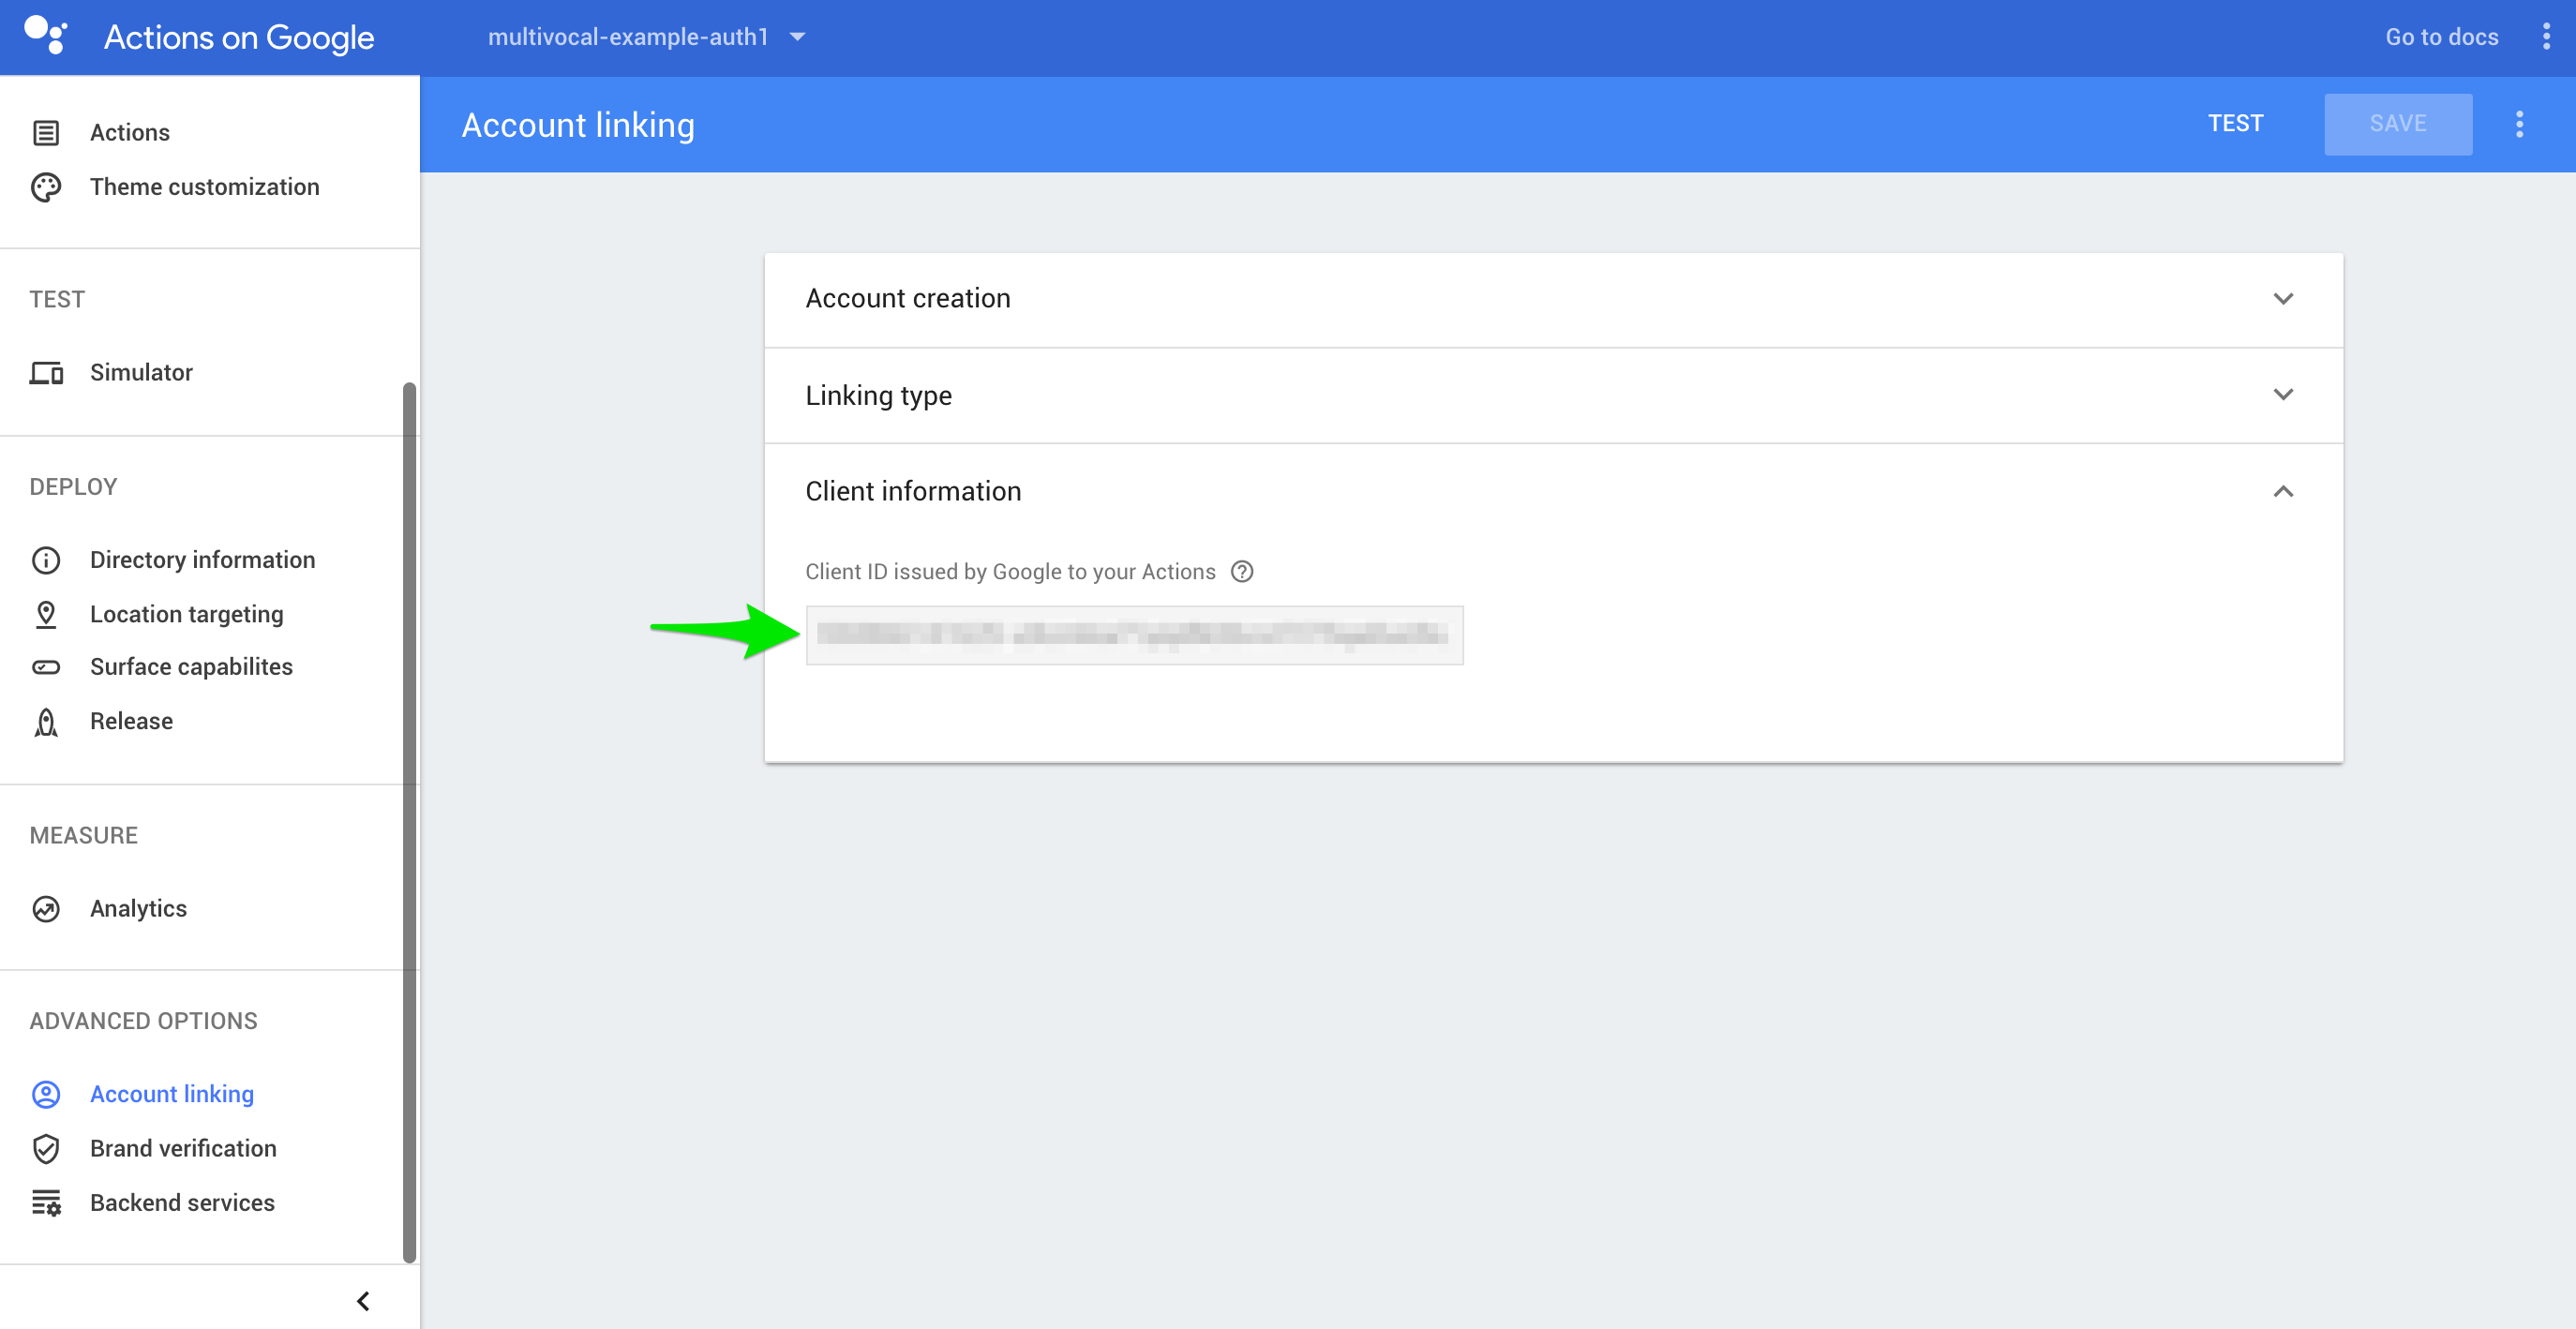 Actions on Google
multivocal-example-auth1
Go to docs
Account linking
TEST
SAVE
Actions
Theme customization
TEST
Simulator
DEPLOY
Directory information
Location targeting
Surface capabilites
Release
MEASURE
Analytics
ADVANCED OPTIONS
Account linking
Brand verification
Backend services
Account creation
Linking type
Client information
Client ID issued by Google to your Actions